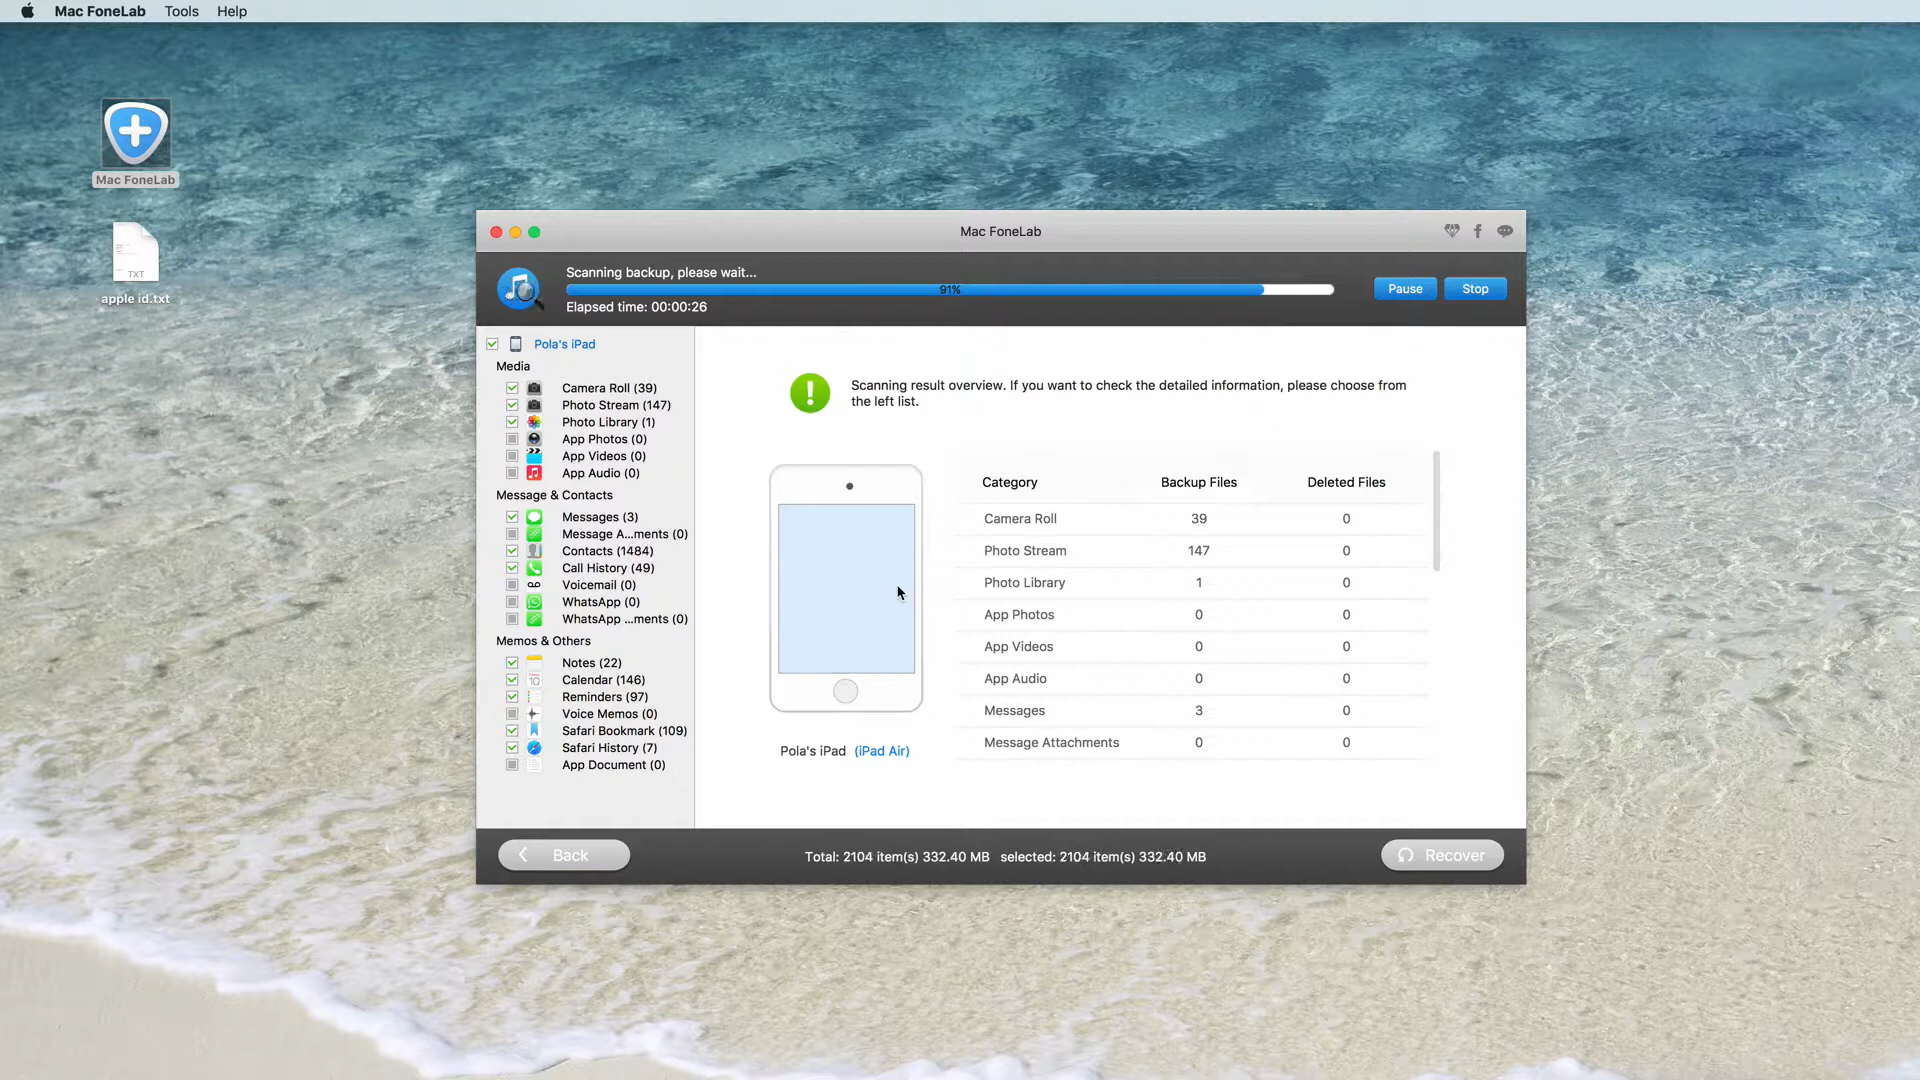 Mac FoneLab Tools Help
Mac FoneLab
TXT
apple id.txt
Mac FoneLab
Scanning backup, please wait...
91%
Elapsed time: 00:00:26
Pause Stop
Pola's iPad
Media
Camera Roll (39)
Photo Stream (147)
Photo Library (1)
App Photos (0)
App Videos (0)
App Audio (0)
Message & Contacts
Messages (3)
Message A...ments (0)
Contacts (1484)
Call History (49)
Voicemail (0)
WhatsApp (0)
WhatsApp ...ments (0)
Memos & Others
Notes (22)
Calendar (146)
Reminders (97)
Voice Memos (0)
Safari Bookmark (109)
Safari History (7)
App Document (0)
Scanning result overview. If you want to check the detailed information, please choose from
the left list.
Pola's iPad (iPad Air)
Category Backup Files Deleted Files
Camera Roll 39 0
Photo Stream 147 0
Photo Library 1 0
App Photos 0 0
App Videos 0 0
App Audio 0 0
Messages 3 0
Message Attachments 0 0
Back
Total: 2104 item(s) 332.40 MB selected: 2104 item(s) 332.40 MB
Recover